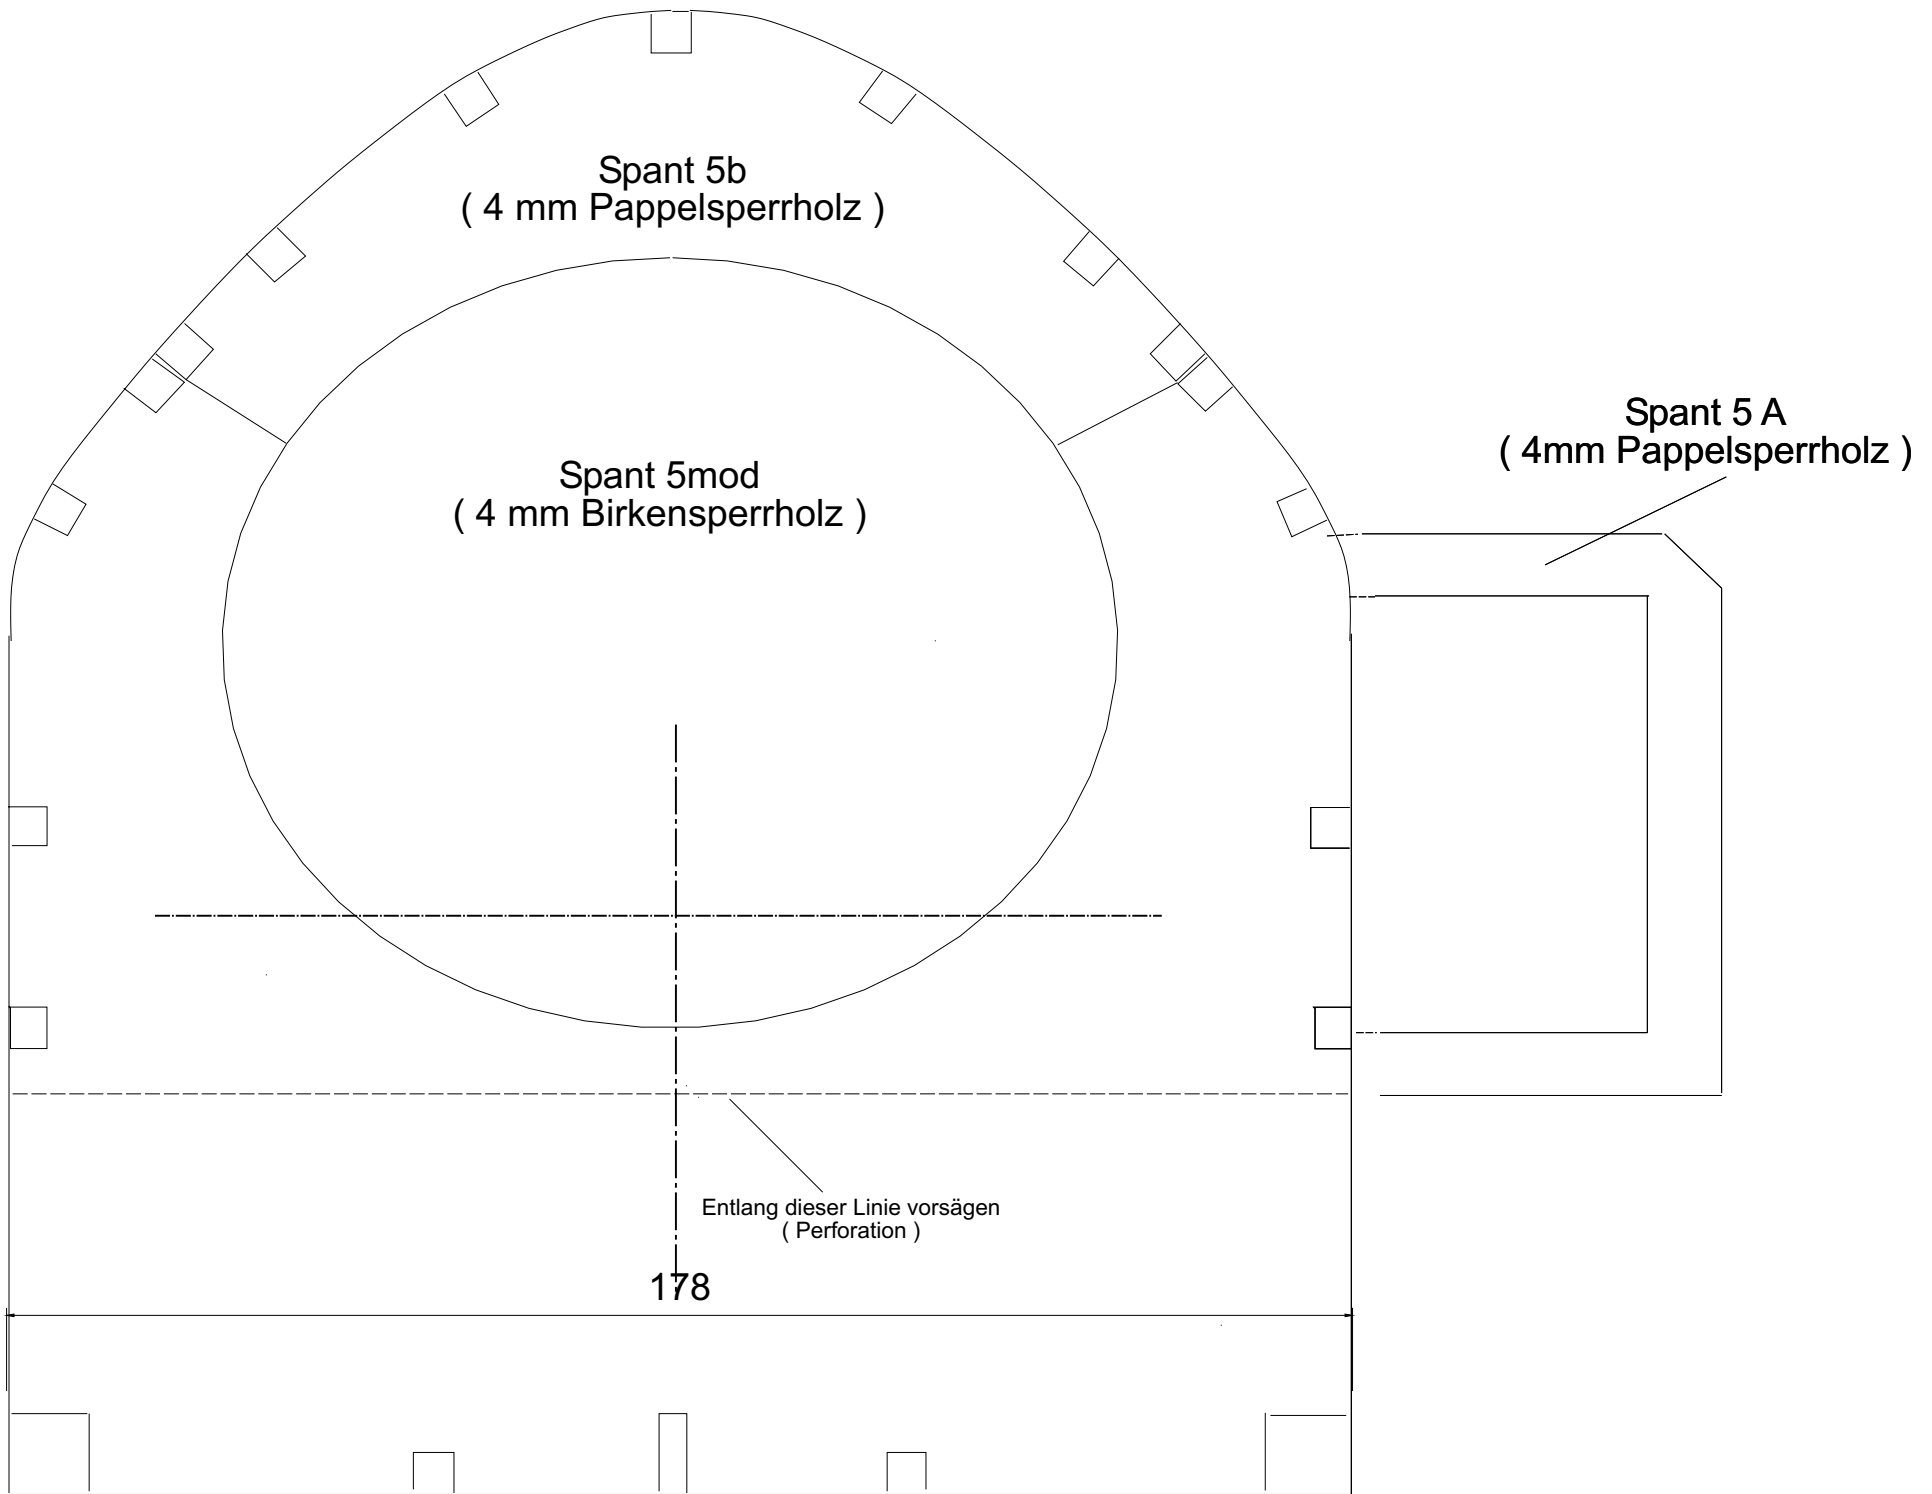 Spant 5b
( 4 mm Pappelsperrholz )
Spant 5 A
( 4mm Pappelsperrholz )
Spant 5mod
( 4 mm Birkensperrholz )
Entlang dieser Linie vorsägen
( Perforation )
178